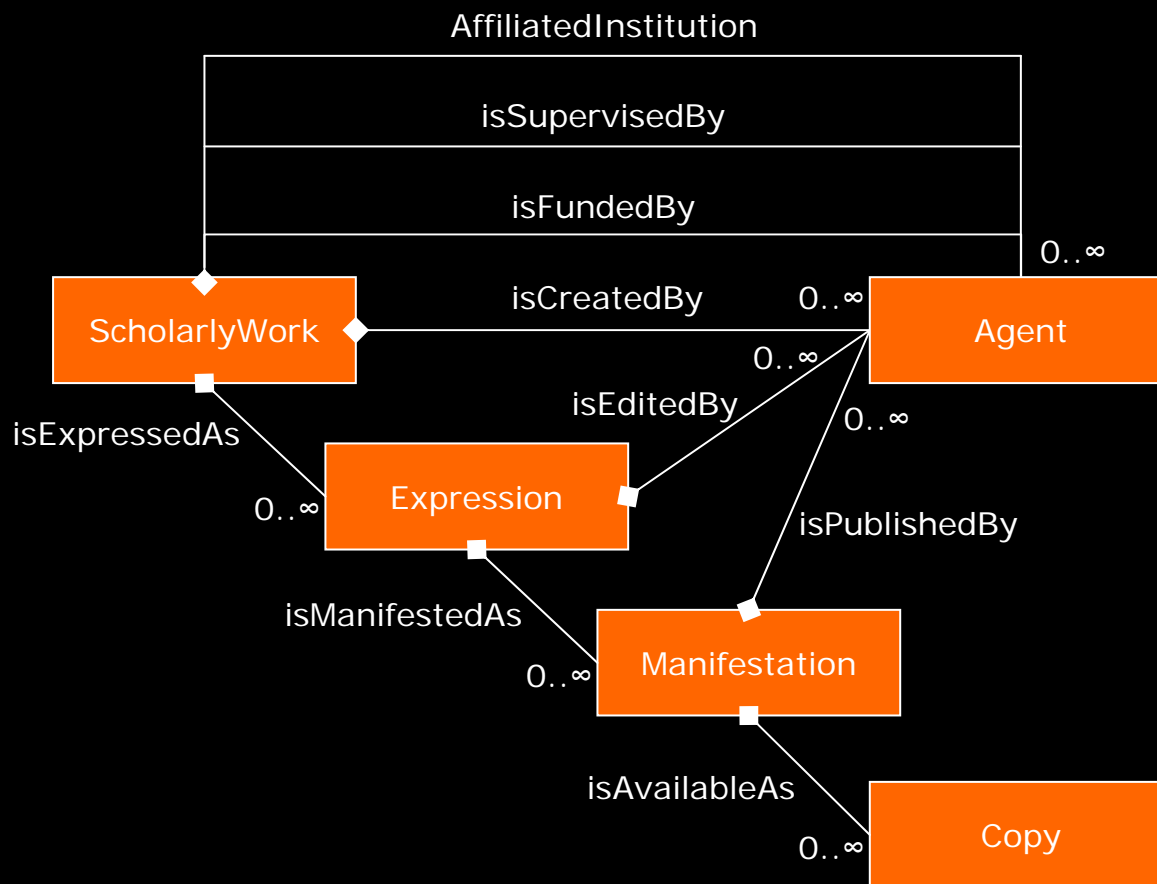 AffiliatedInstitution
isSupervisedBy
isFundedBy
0..∞
isCreatedBy
0..∞
ScholarlyWork
Agent
0..∞
isEditedBy
0..∞
isExpressedAs
Expression
0..∞
isPublishedBy
isManifestedAs
Manifestation
0..∞
isAvailableAs
Copy
0..∞